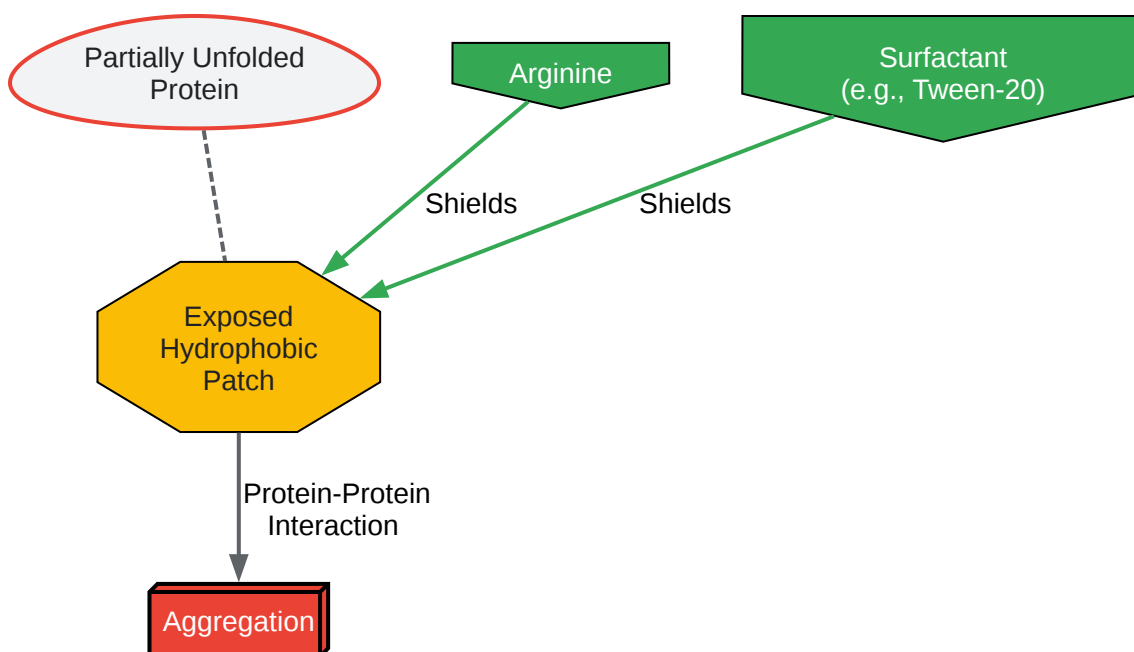 Partially Unfolded
Protein
Arginine
Surfactant
(e.g., Tween-20)
Shields
Shields
Exposed
Hydrophobic
Patch
Protein-Protein
Interaction
Aggregation